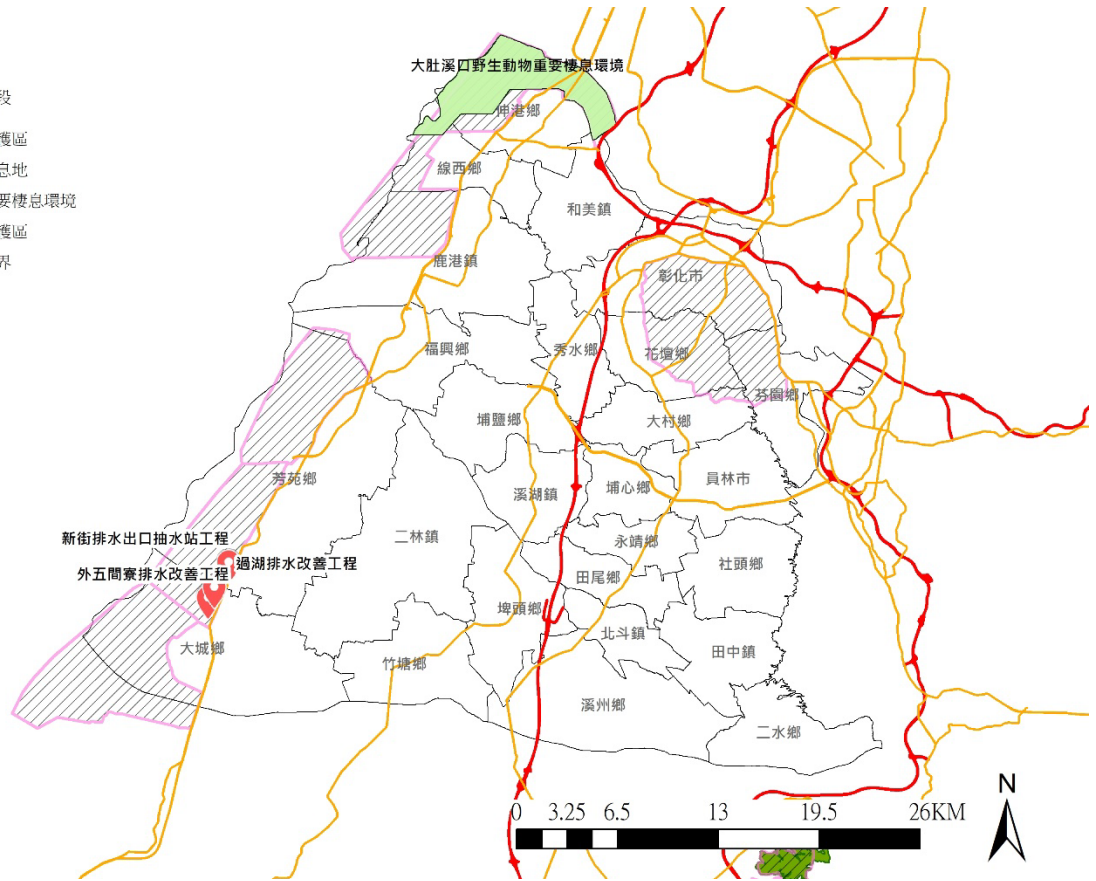 大肚溪口野生動物重要棲息環境
段
伸港鄉
護區
線西鄉
息地
要棲息環境
和美鎮
護區
界
鹿港鎮
彰化市
福興鄉
秀水鄉
花壇鄉
芬園鄉
埔鹽鄉
大村鄉
芳苑鄉
溪湖鎮
埔心鄉
員林市
新街排水出口抽水站工程
二林鎮
永靖鄉
過湖排水改善工程
社頭鄉
外五間寮排水改善工程
田尾鄉
埤頭鄉
北斗鎮
大城鄉
田中鎮
竹塘鄉
溪州鄉
二水鄉
N
0 3.25 6.5 13 19.5 26KM